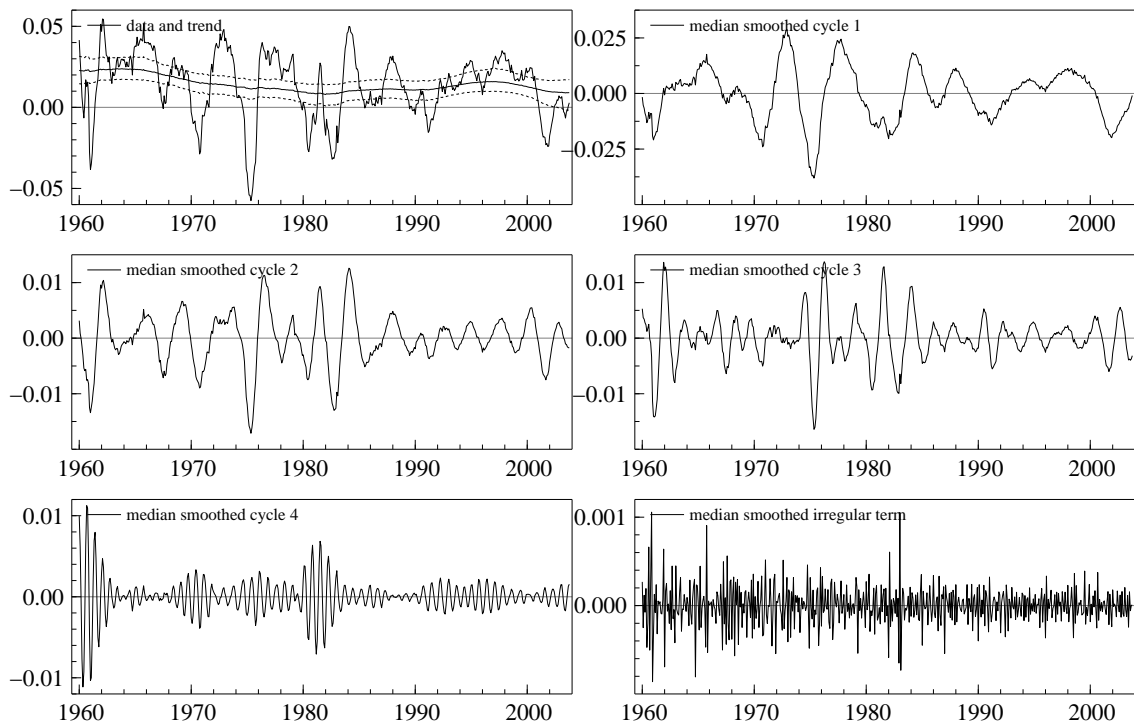 0.05
0.00
−0.05
data and trend
1960 1970 1980 1990 2000
0.025
0.000
−0.025
median smoothed cycle 1
1960 1970 1980 1990 2000
0.01
0.00
−0.01
median smoothed cycle 2
1960 1970 1980 1990 2000
0.01
0.00
−0.01
median smoothed cycle 3
1960 1970 1980 1990 2000
0.01
0.00
−0.01
median smoothed cycle 4
1960 1970 1980 1990 2000
0.001
0.000
median smoothed irregular term
1960 1970 1980 1990 2000